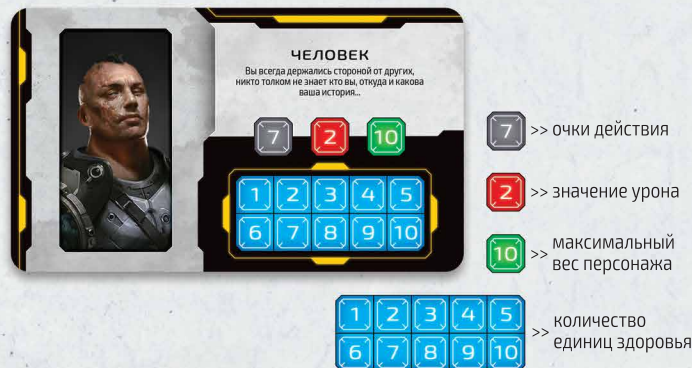 ЧЕЛОВЕК
Вы всегда держались стороной от других,
никто толком не знает кто вы, откуда и какова
ваша история...
7 2 10
1 2 3 4 5
6 7 8 9 10
7 >> очки действия
2 >> значение урона
10 >> максимальный
вес персонажа
1 2 3 4 5
6 7 8 9 10
>> количество
единиц здоровья